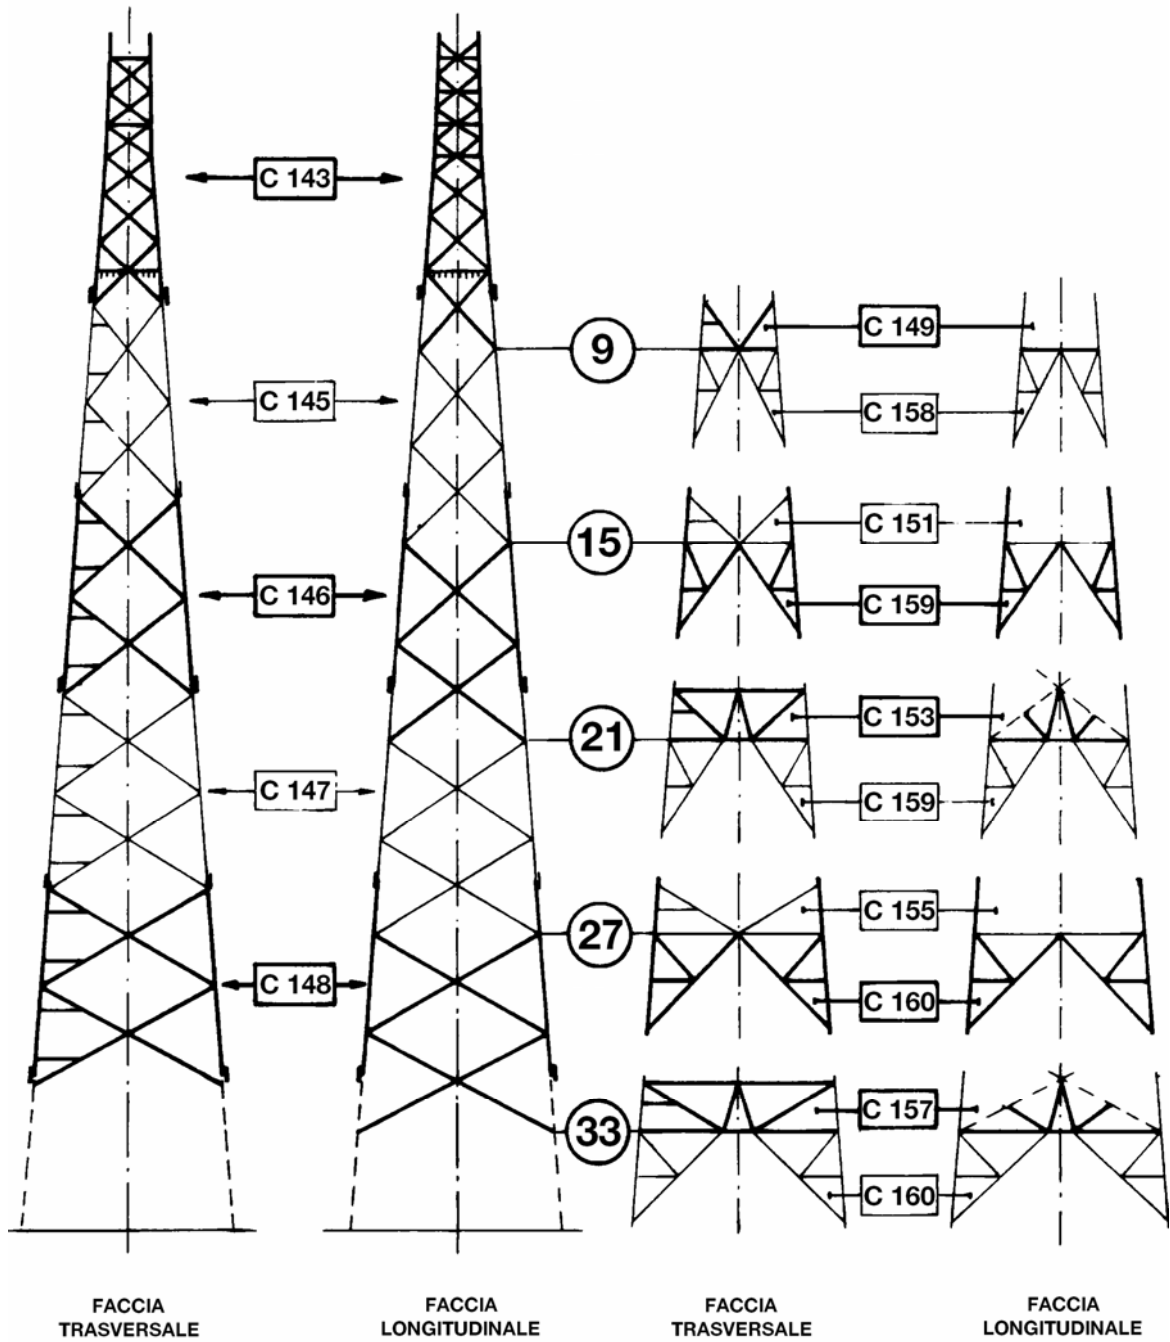 C 143
9
C 149
C 145
C 158
15
C 151
C 146
C 159
21
C 153
C 147
C 159
27
C 155
C 148
C 160
33
C 157
C 160
FACCIA
TRASVERSALE
FACCIA
LONGITUDINALE
FACCIA
TRASVERSALE
FACCIA
LONGITUDINALE